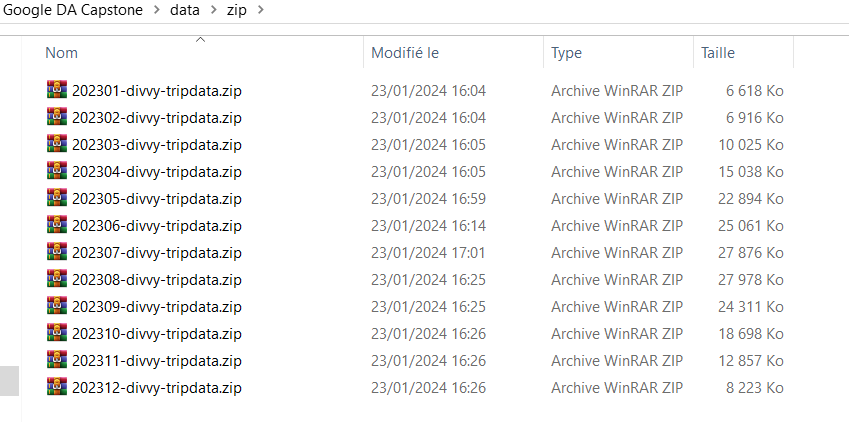 Google DA Capstone > data > zip >
Nom Modifié le Type Taille
202301-divvy-tripdata.zip 23/01/2024 16:04 Archive WinRAR ZIP 6 618 Ko
202302-divvy-tripdata.zip 23/01/2024 16:04 Archive WinRAR ZIP 6 916 Ko
202303-divvy-tripdata.zip 23/01/2024 16:05 Archive WinRAR ZIP 10 025 Ko
202304-divvy-tripdata.zip 23/01/2024 16:05 Archive WinRAR ZIP 15 038 Ko
202305-divvy-tripdata.zip 23/01/2024 16:59 Archive WinRAR ZIP 22 894 Ko
202306-divvy-tripdata.zip 23/01/2024 16:14 Archive WinRAR ZIP 25 061 Ko
202307-divvy-tripdata.zip 23/01/2024 17:01 Archive WinRAR ZIP 27 876 Ko
202308-divvy-tripdata.zip 23/01/2024 16:25 Archive WinRAR ZIP 27 978 Ko
202309-divvy-tripdata.zip 23/01/2024 16:25 Archive WinRAR ZIP 24 311 Ko
202310-divvy-tripdata.zip 23/01/2024 16:26 Archive WinRAR ZIP 18 698 Ko
202311-divvy-tripdata.zip 23/01/2024 16:26 Archive WinRAR ZIP 12 857 Ko
202312-divvy-tripdata.zip 23/01/2024 16:26 Archive WinRAR ZIP 8 223 Ko